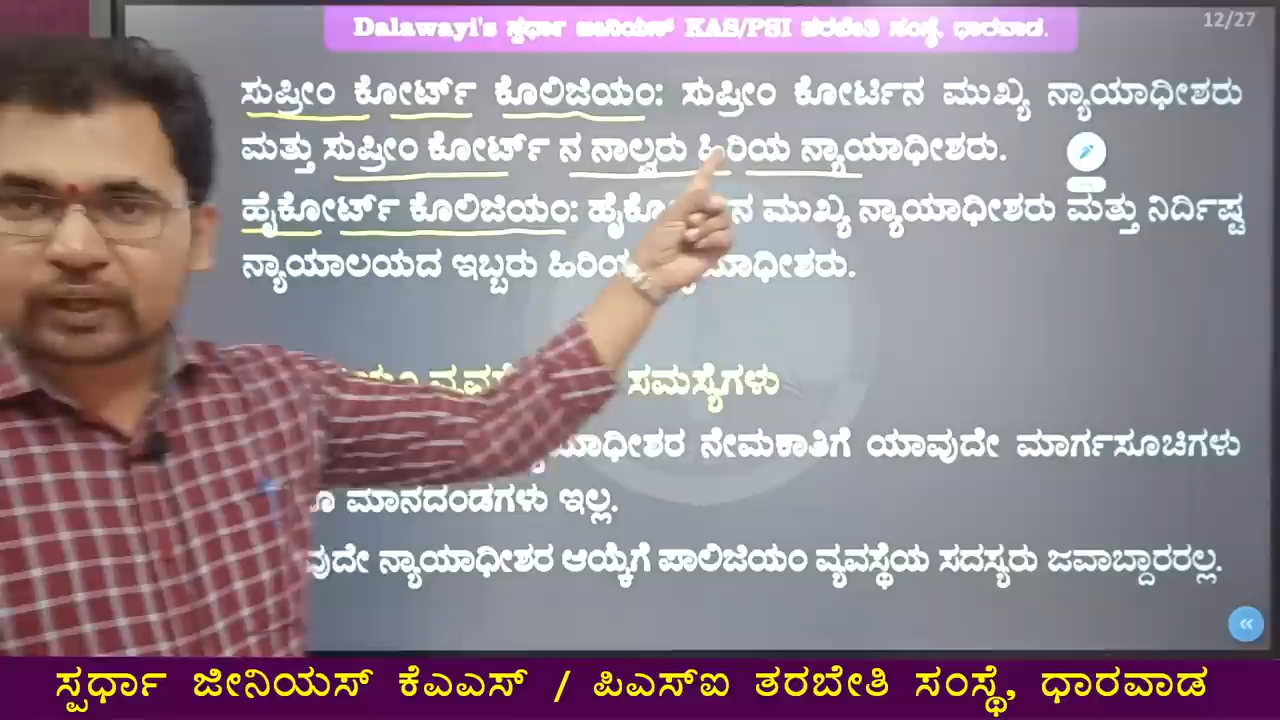 12/27
Dalawayi's ಸ್ಪರ್ಧಾ ಜೀನಿಯಸ್ KAS/PSI ತರಬೇತಿ ಸಂಸ್ಥೆ, ಧಾರವಾಡ.
ಸುಪ್ರೀಂ ಕೋರ್ಟ್ ಕೊಲಿಜಿಯಂ: ಸುಪ್ರೀಂ ಕೋರ್ಟಿನ ಮುಖ್ಯ ನ್ಯಾಯಾಧೀಶರು
ಮತ್ತು ಸುಪ್ರೀಂ ಕೋರ್ಟ್ ನ ನಾಲ್ವರು ಹಿರಿಯ ನ್ಯಾಯಾಧೀಶರು.
ಹೈಕೋರ್ಟ್ ಕೊಲಿಜಿಯಂ: ಮುಖ್ಯ ನ್ಯಾಯಾಧೀಶರು ಮತ್ತು ನಿರ್ದಿಷ್ಟ
ನ್ಯಾಯಾಲಯದ ಇಬ್ಬರು
ಸಮಸ್ಯೆಗಳು
ನೇಮಕಾತಿಗೆ ಯಾವುದೇ ಮಾರ್ಗಸೂಚಿಗಳು
ಮಾನದಂಡಗಳು ಇಲ್ಲ.
ನ್ಯಾಯಾಧೀಶರ ಆಯ್ಕೆಗೆ ಪಾಲಿಜಿಯಂ ವ್ಯವಸ್ಥೆಯ ಸದಸ್ಯರು ಜವಾಬ್ದಾರರಲ್ಲ.
ಸ್ಪರ್ಧಾ ಜೀನಿಯಸ್ ಕೆಎಎಸ್ / ಪಿಎಸ್ಐ ತರಬೇತಿ ಸಂಸ್ಥೆ, ಧಾರವಾಡ